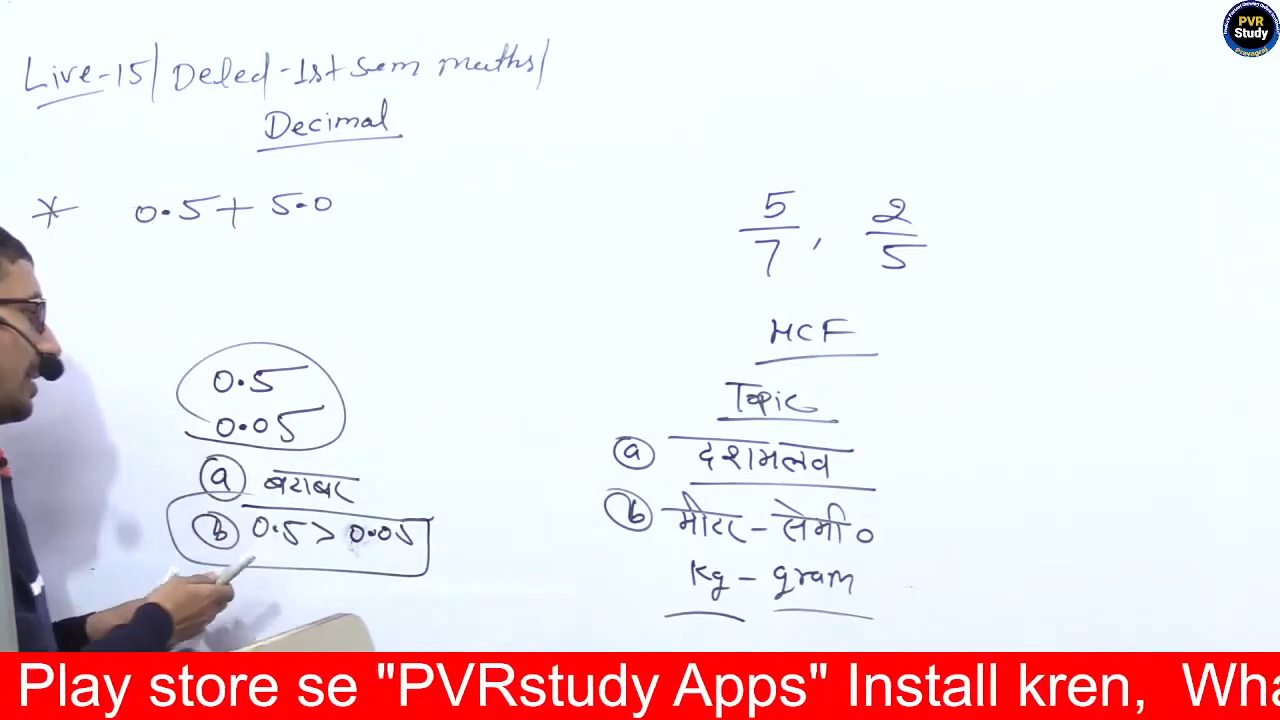 Live-15/ Deled-1st sem maths/
Decimal
* 0.5 + 5.0
0.5
0.05
(a) बराबर
(b) 0.5 > 0.05
5/7, 2/5
HCF
Topic
(a) दशमलव
(b) मीटर - सेमी०
Kg - gram
PVR
Study
Prayagraj
Play store se "PVRstudy Apps" Install kren, Wha